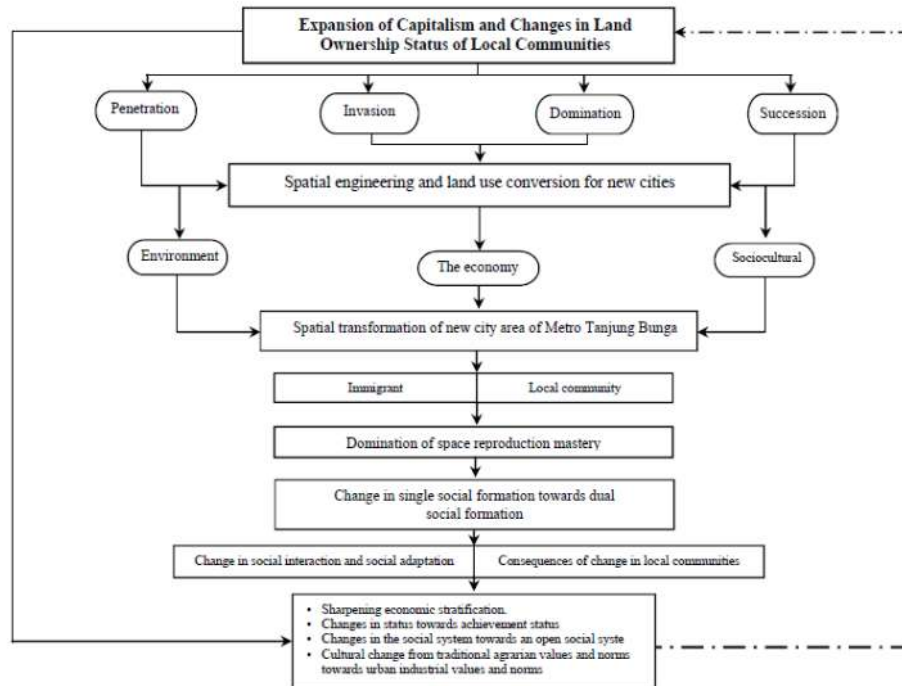 Expansion of Capitalism and Changes in Land
Ownership Status of Local Communities
Penetration
Invasion
Domination
Succession
Spatial engineering and land use conversion for new cities
Environment
The economy
Sociocultural
Spatial transformation of new city area of Metro Tanjung Bunga
Immigrant
Local community
Domination of space reproduction mastery
Change in single social formation towards dual
social formation
Change in social interaction and social adaptation
Consequences of change in local communities
• Sharpening economic stratification.
• Changes in status towards achievement status
• Changes in the social system towards an open social syste
• Cultural change from traditional agrarian values and norms
towards urban industrial values and norms